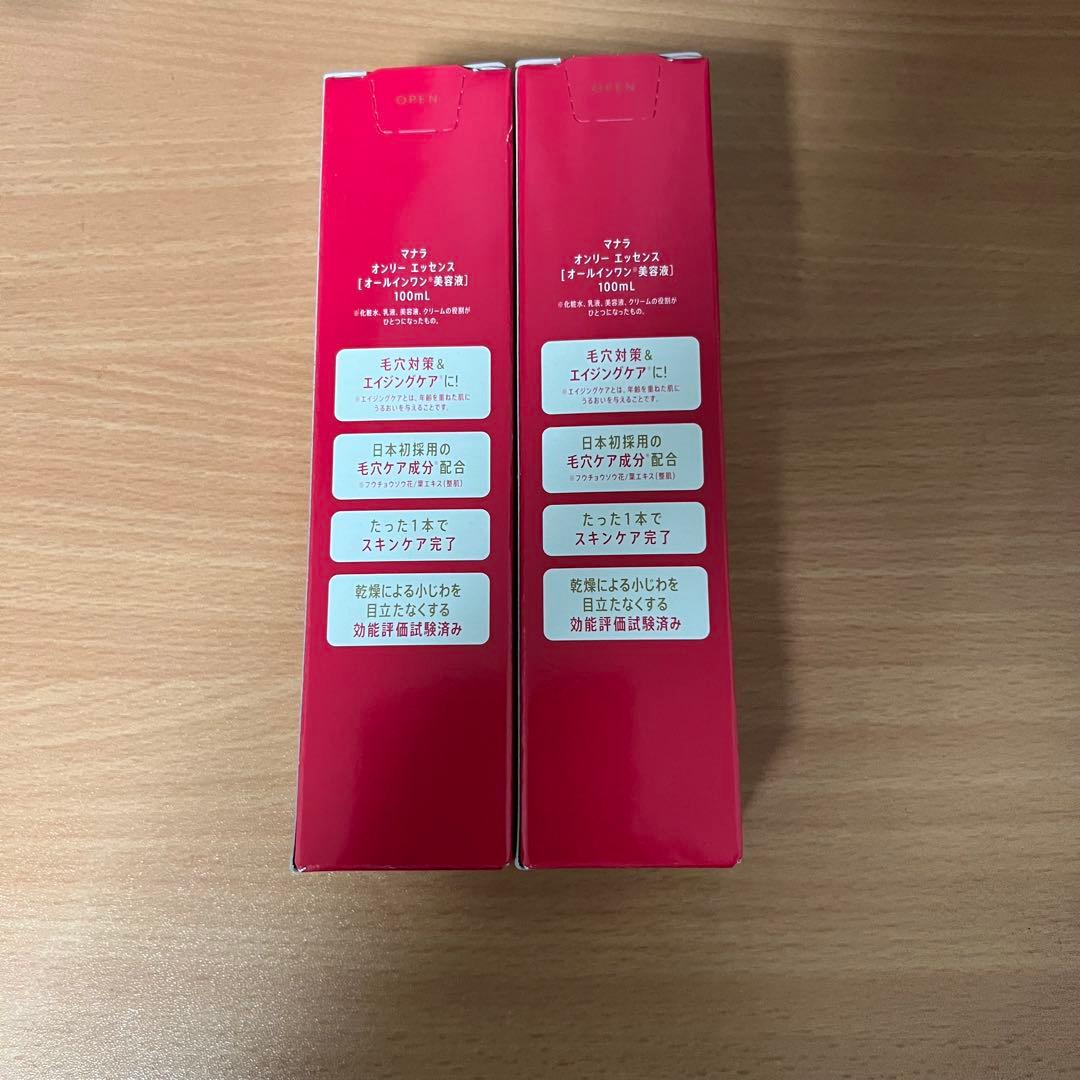 OPEN
マナラ
オンリー エッセンス
[オールインワン※美容液]
100mL
※化粧水、乳液、美容液、クリームの役割が
ひとつになったもの。
毛穴対策&
エイジングケア※に!
※エイジングケアとは、年齢を重ねた肌に
うるおいを与えることです。
日本初採用の
毛穴ケア成分※配合
※フウチョウソウ花/葉エキス(整肌)
たった1本で
スキンケア完了
乾燥による小じわを
目立たなくする
効能評価試験済み
OPEN
マナラ
オンリー エッセンス
[オールインワン※美容液]
100mL
※化粧水、乳液、美容液、クリームの役割が
ひとつになったもの。
毛穴対策&
エイジングケア※に!
※エイジングケアとは、年齢を重ねた肌に
うるおいを与えることです。
日本初採用の
毛穴ケア成分※配合
※フウチョウソウ花/葉エキス(整肌)
たった1本で
スキンケア完了
乾燥による小じわを
目立たなくする
効能評価試験済み